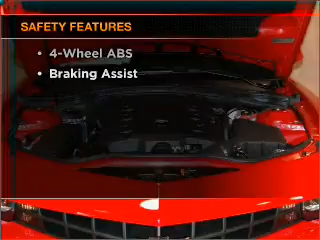 SAFETY FEATURES
• 4-Wheel ABS
• Braking Assist